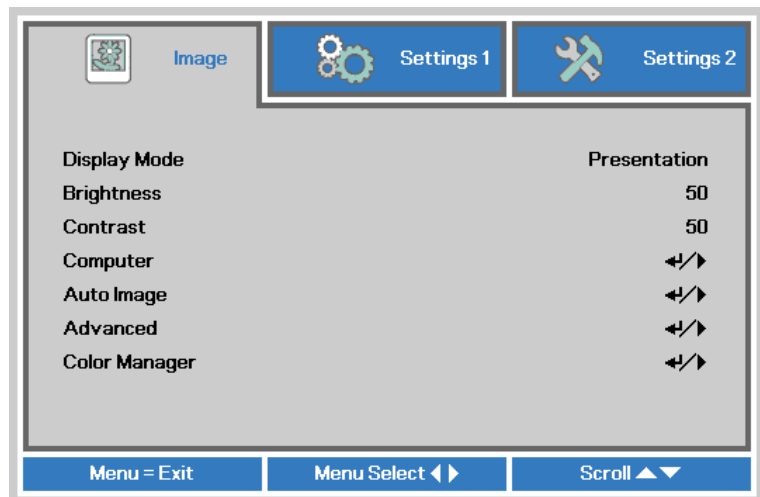 Image Settings 1 Settings 2
Display Mode Presentation
Brightness 50
Contrast 50
Computer ↵/▶
Auto Image ↵/▶
Advanced ↵/▶
Color Manager ↵/▶
Menu = Exit Menu Select ◀▶ Scroll ▲▼